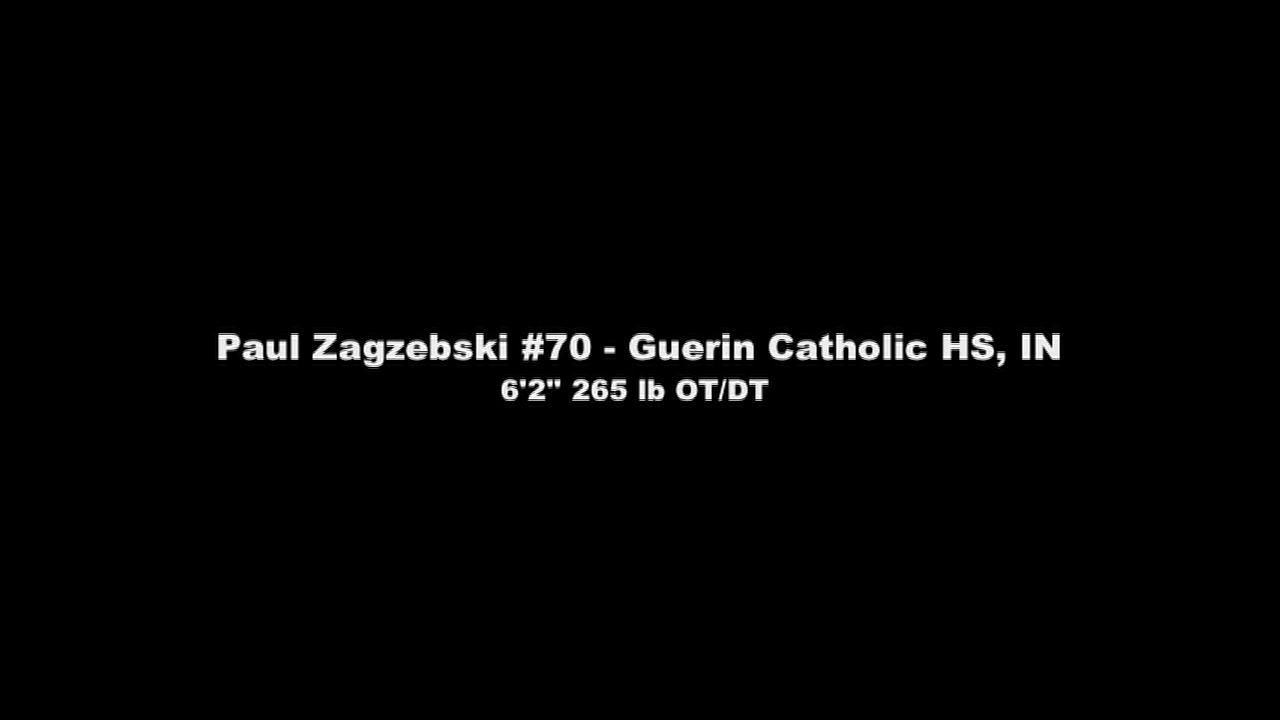 Paul Zagzebski #70 - Guerin Catholic HS, IN
6'2" 265 lb OT/DT